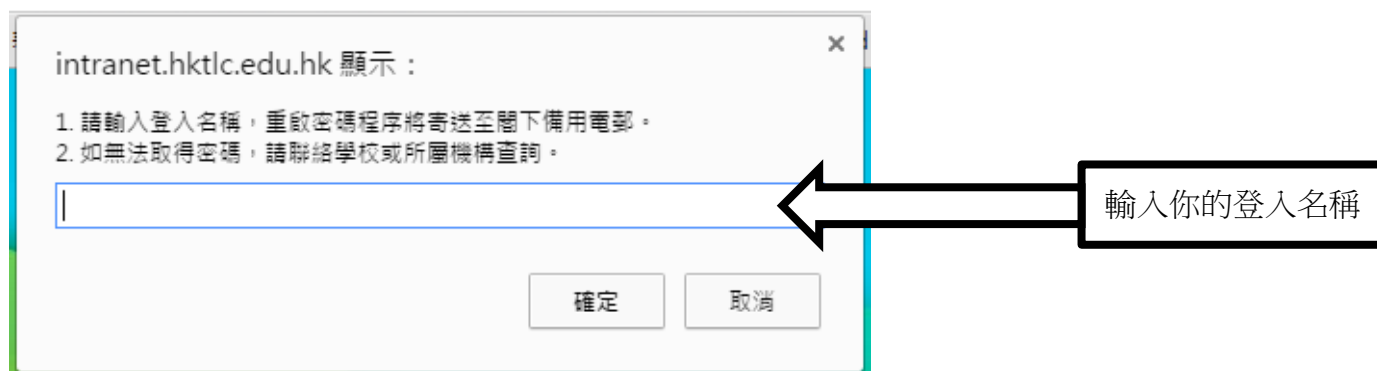 intranet.hktlc.edu.hk 顯示：
1. 請輸入登入名稱，重啟密碼程序將寄送至閣下備用電郵。
2. 如無法取得密碼，請聯絡學校或所屬機構查詢。
輸入你的登入名稱
確定
取消